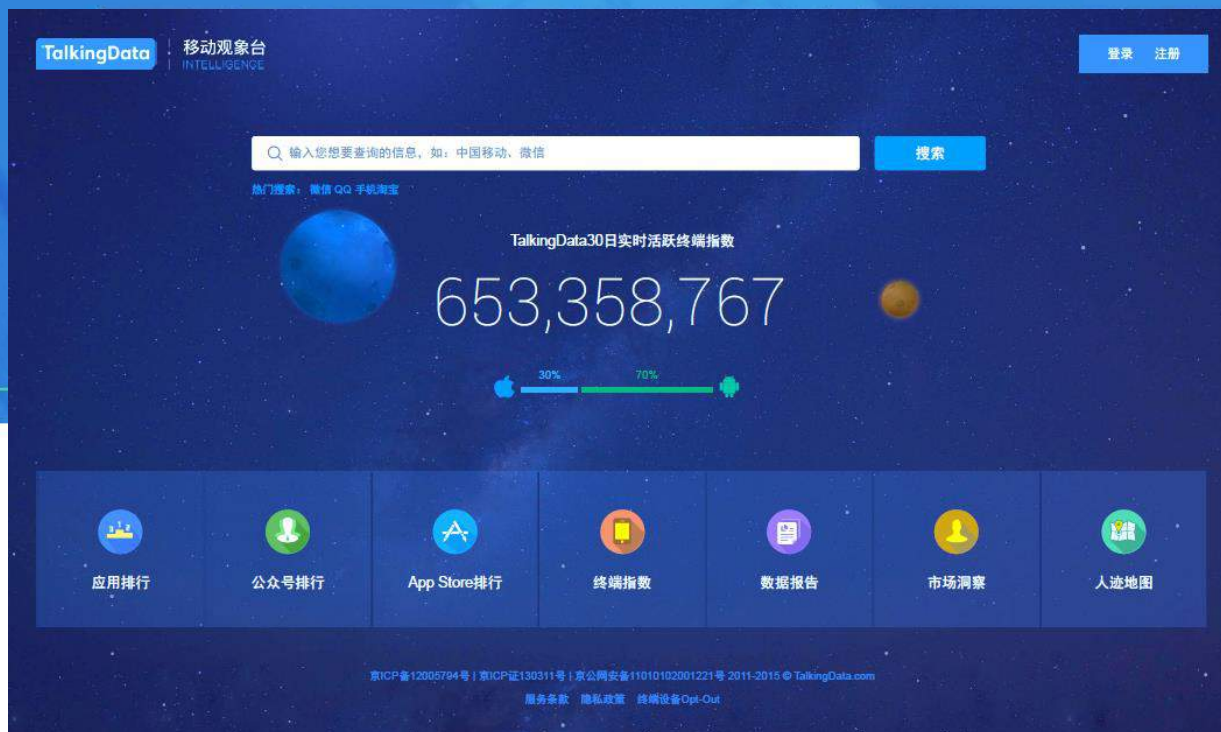 TalkingData
移动观象台
INTELLIGENCE
登录 注册
输入您想要查询的信息，如：中国移动、微信
搜索
热门搜索： 微信 QQ 手机淘宝
TalkingData30日实时活跃终端指数
653,358,767
30% 70%
应用排行 公众号排行 App Store排行 终端指数 数据报告 市场洞察 人迹地图
京ICP备12005794号 | 京ICP证130311号 | 京公网安备11010102001221号 2011-2015 © TalkingData.com
服务条款 隐私政策 终端设备Opt-Out